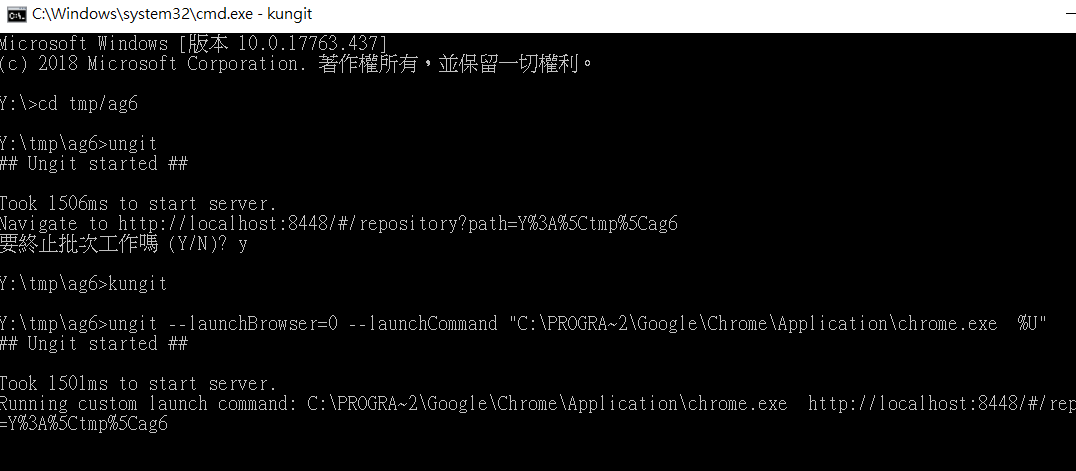 C:\Windows\system32\cmd.exe - kungit
Microsoft Windows [版本 10.0.17763.437]
(c) 2018 Microsoft Corporation. 著作權所有，並保留一切權利。
Y:\>cd tmp/ag6
Y:\tmp\ag6>ungit
## Ungit started ##
Took 1506ms to start server.
Navigate to http://localhost:8448/#/repository?path=Y%3A%5Ctmp%5Cag6
要終止批次工作嗎 (Y/N)? y
Y:\tmp\ag6>kungit
Y:\tmp\ag6>ungit --launchBrowser=0 --launchCommand "C:\PROGRA~2\Google\Chrome\Application\chrome.exe  %U"
## Ungit started ##
Took 1501ms to start server.
Running custom launch command: C:\PROGRA~2\Google\Chrome\Application\chrome.exe  http://localhost:8448/#/rep
=Y%3A%5Ctmp%5Cag6